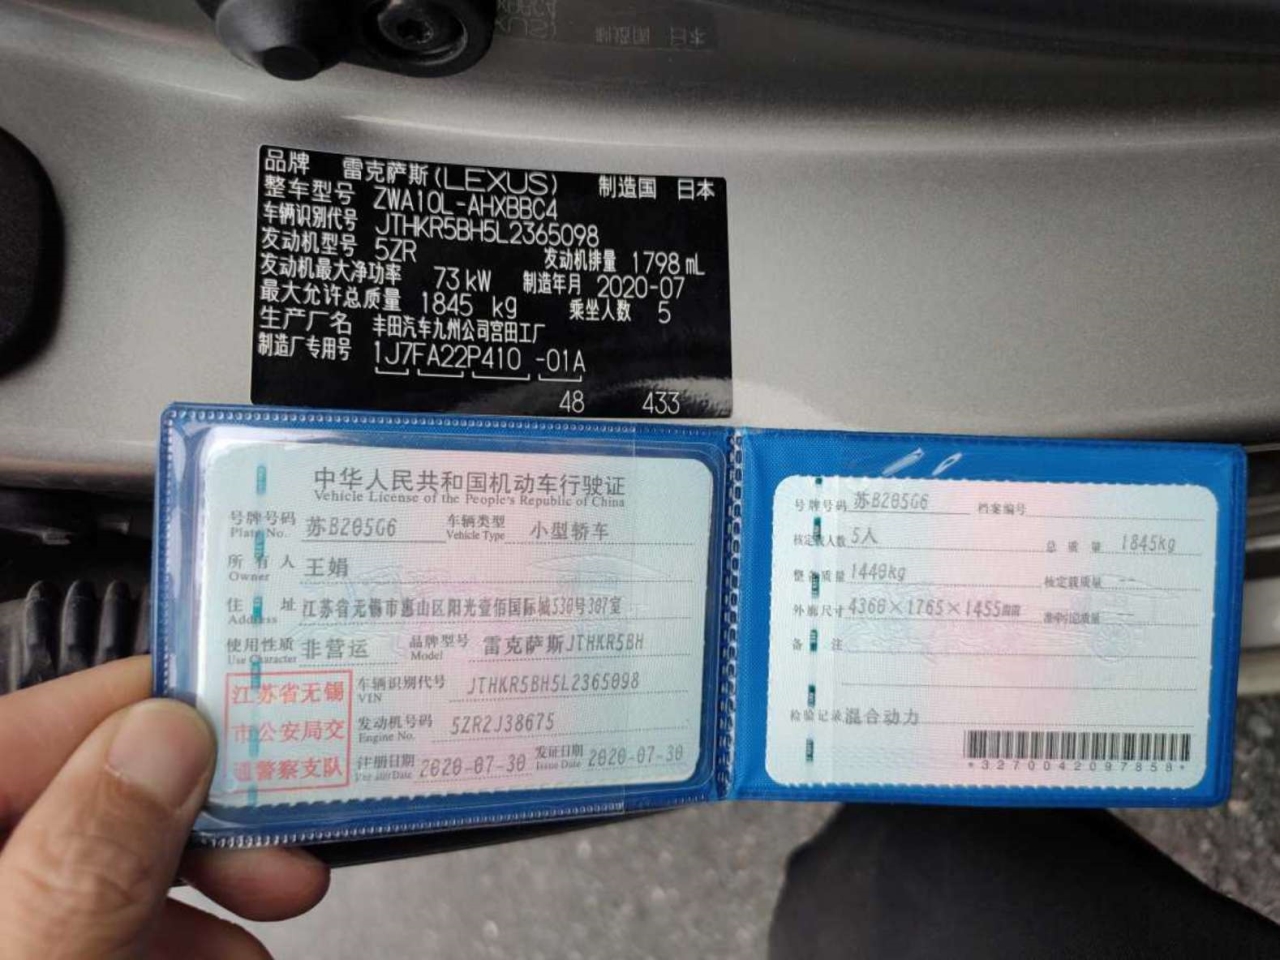 品牌 雷克萨斯(LEXUS) 制造国 日本
整车型号 ZWA10L-AHXBBC4
车辆识别代号 JTHKR5BH5L2365098
发动机型号 5ZR 发动机排量 1798 mL
发动机最大净功率 73 kW 制造年月 2020-07
最大允许总质量 1845 kg 乘坐人数 5
生产厂名 丰田汽车九州公司宫田工厂
制造厂专用号 1J7FA22P410 -01A
48 433
中华人民共和国机动车行驶证
Vehicle License of the People's Republic of China
号牌号码 苏B205G6 车辆类型 小型轿车
Plate No. Vehicle Type
所有人 王娟
Owner
住址 江苏省无锡市惠山区阳光壹佰国际城530号307室
Address
使用性质 非营运 品牌型号 雷克萨斯JTHKR5BH
Use Character Model
江苏省无锡
市公安局交
通警察支队
车辆识别代号 JTHKR5BH5L2365098
VIN
发动机号码 5ZR2J38675
Engine No.
注册日期 2020-07-30 发证日期 2020-07-30
Issue Date
号牌号码 苏B205G6 档案编号
核定载人数 5人 总质量 1845kg
整备质量 1440kg 核定载质量 --
外廓尺寸 4360×1765×1455mm 准牵引总质量 --
备注
检验记录 混合动力
*3270042097858*